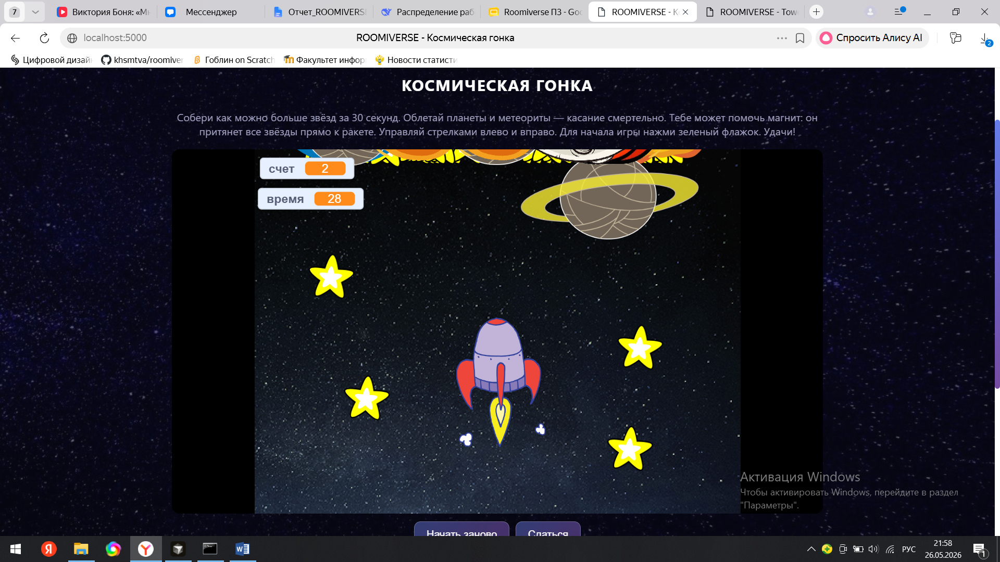 7
Виктория Боня: «Мн
Мессенджер
Отчет_ROOMIVERS
Распределение раб
Roomiverse ПЗ - Goo
ROOMIVERSE - К
ROOMIVERSE - Tow
localhost:5000
ROOMIVERSE - Космическая гонка
Спросить Алису AI
2
Цифровой дизайн
khsmtva/roomiver
Гоблин on Scratch
Факультет инфор
Новости статисти
КОСМИЧЕСКАЯ ГОНКА
Собери как можно больше звёзд за 30 секунд. Облетай планеты и метеориты — касание смертельно. Тебе может помочь магнит: он
притянет все звёзды прямо к ракете. Управляй стрелками влево и вправо. Для начала игры нажми зеленый флажок. Удачи!
счет 2
время 28
Активация Windows
Чтобы активировать Windows, перейдите в раздел
"Параметры".
Начать заново
Сдаться
РУС
21:58
26.05.2026
1